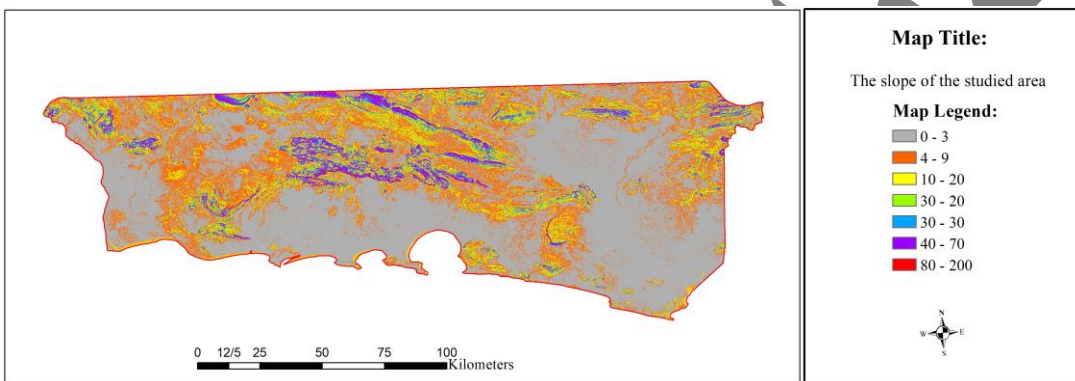 Map Title:
The slope of the studied area
Map Legend:
0 - 3
4 - 9
10 - 20
30 - 20
30 - 30
40 - 70
80 - 200
N
W E
S
0 12/5 25 50 75 100
Kilometers